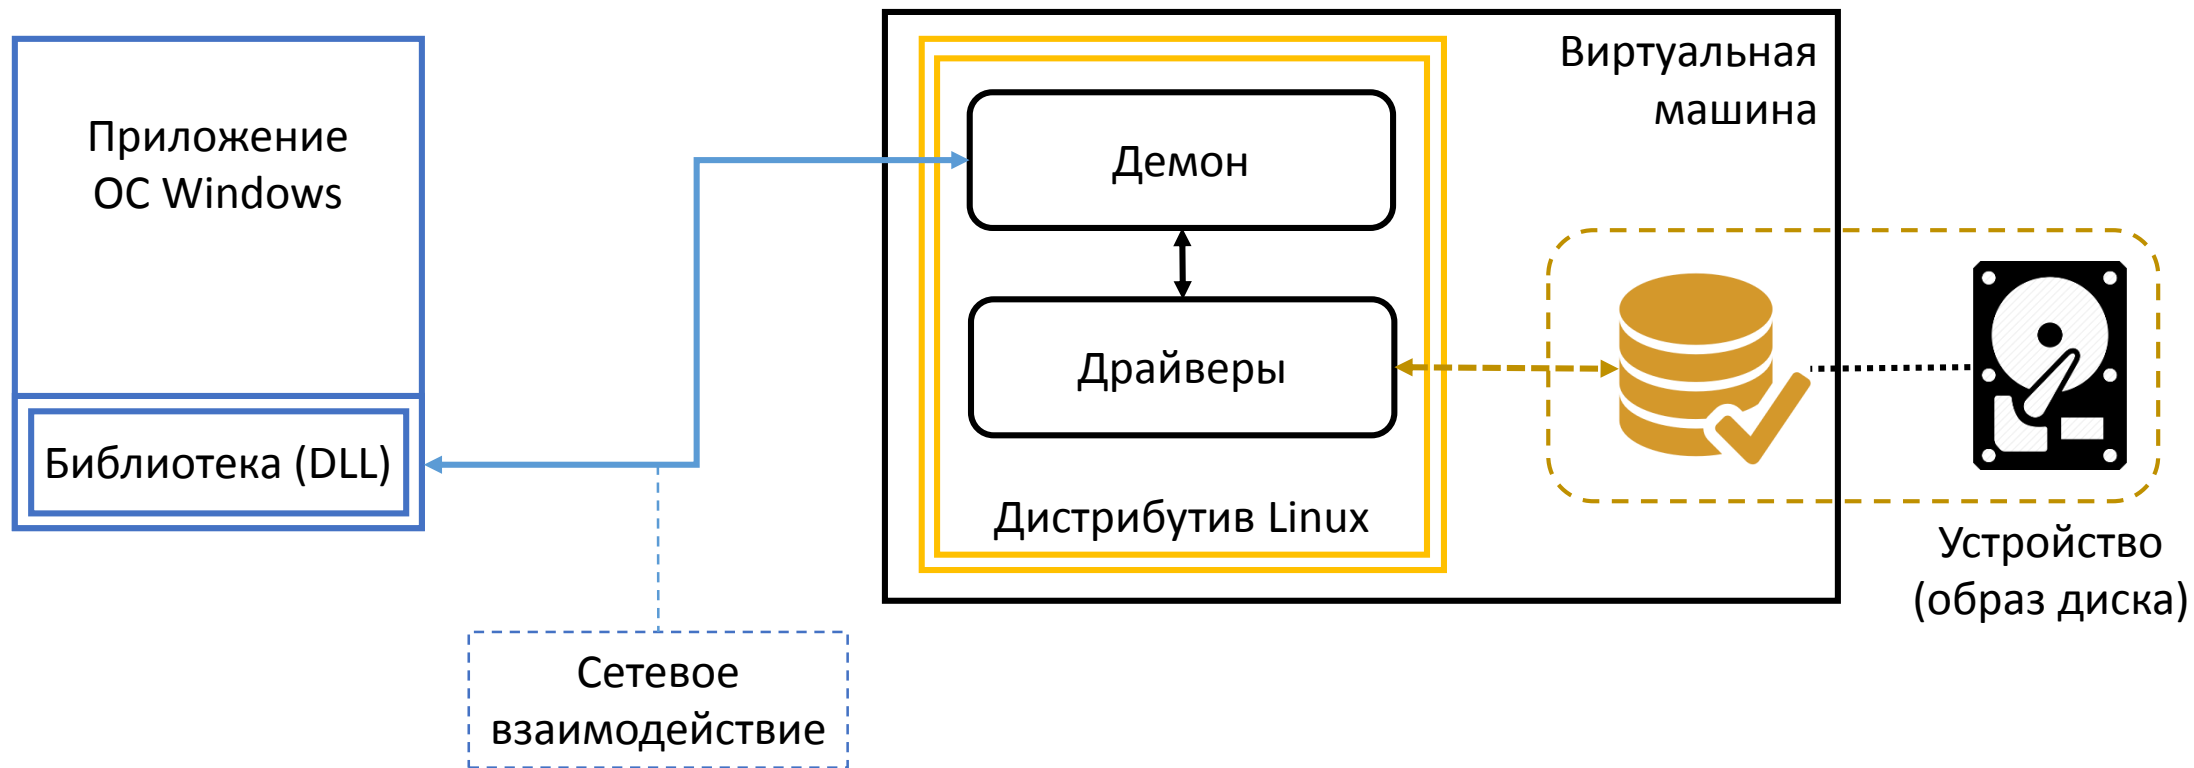 Приложение
ОС Windows
Библиотека (DLL)
Сетевое
взаимодействие
Виртуальная
машина
Демон
Драйверы
Дистрибутив Linux
Устройство
(образ диска)